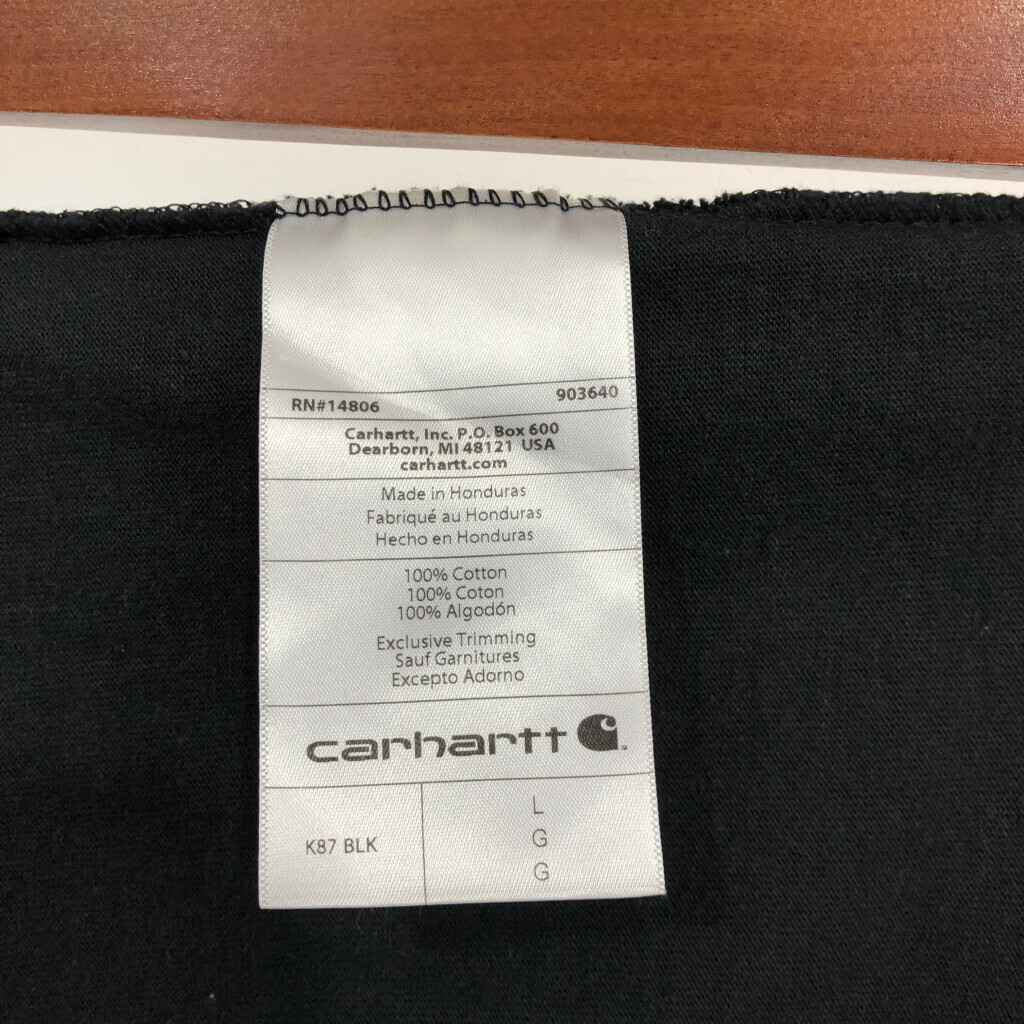 RN#14806 903640
Carhartt, Inc. P.O. Box 600
Dearborn, MI 48121 USA
carhartt.com
Made in Honduras
Fabriqué au Honduras
Hecho en Honduras
100% Cotton
100% Coton
100% Algodón
Exclusive Trimming
Sauf Garnitures
Excepto Adorno
carhartt
K87 BLK
L
G
G